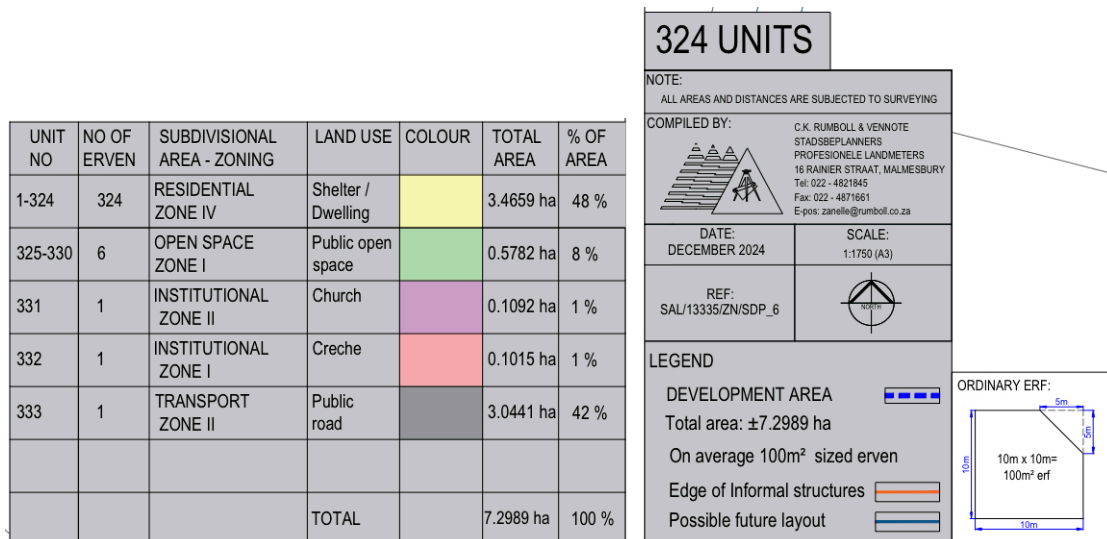 UNIT NO	NO OF ERVEN	SUBDIVISIONAL AREA - ZONING	LAND USE	COLOUR	TOTAL AREA	% OF AREA
1-324	324	RESIDENTIAL ZONE IV	Shelter / Dwelling	3.4659 ha	48 %
325-330	6	OPEN SPACE ZONE I	Public open space	0.5782 ha	8 %
331	1	INSTITUTIONAL ZONE II	Church	0.1092 ha	1 %
332	1	INSTITUTIONAL ZONE I	Creche	0.1015 ha	1 %
333	1	TRANSPORT ZONE II	Public road	3.0441 ha	42 %
TOTAL	7.2989 ha	100 %
324 UNITS
NOTE:
ALL AREAS AND DISTANCES ARE SUBJECTED TO SURVEYING
COMPILED BY:
C.K. RUMBOLL & VENNOTE
STADSBEPLANNERS
PROFESIONELE LANDMETERS
16 RAINIER STRAAT, MALMESBURY
Tel: 022 - 4821845
Fax: 022 - 4871661
E-pos: zanelle@rumboll.co.za
DATE:
DECEMBER 2024
SCALE:
1:1750 (A3)
REF:
SAL/13335/ZN/SDP_6
NORTH
LEGEND
DEVELOPMENT AREA
Total area: ±7.2989 ha
On average 100m² sized erven
Edge of Informal structures
Possible future layout
ORDINARY ERF:
5m
5m
10m
10m x 10m=
100m² erf
10m